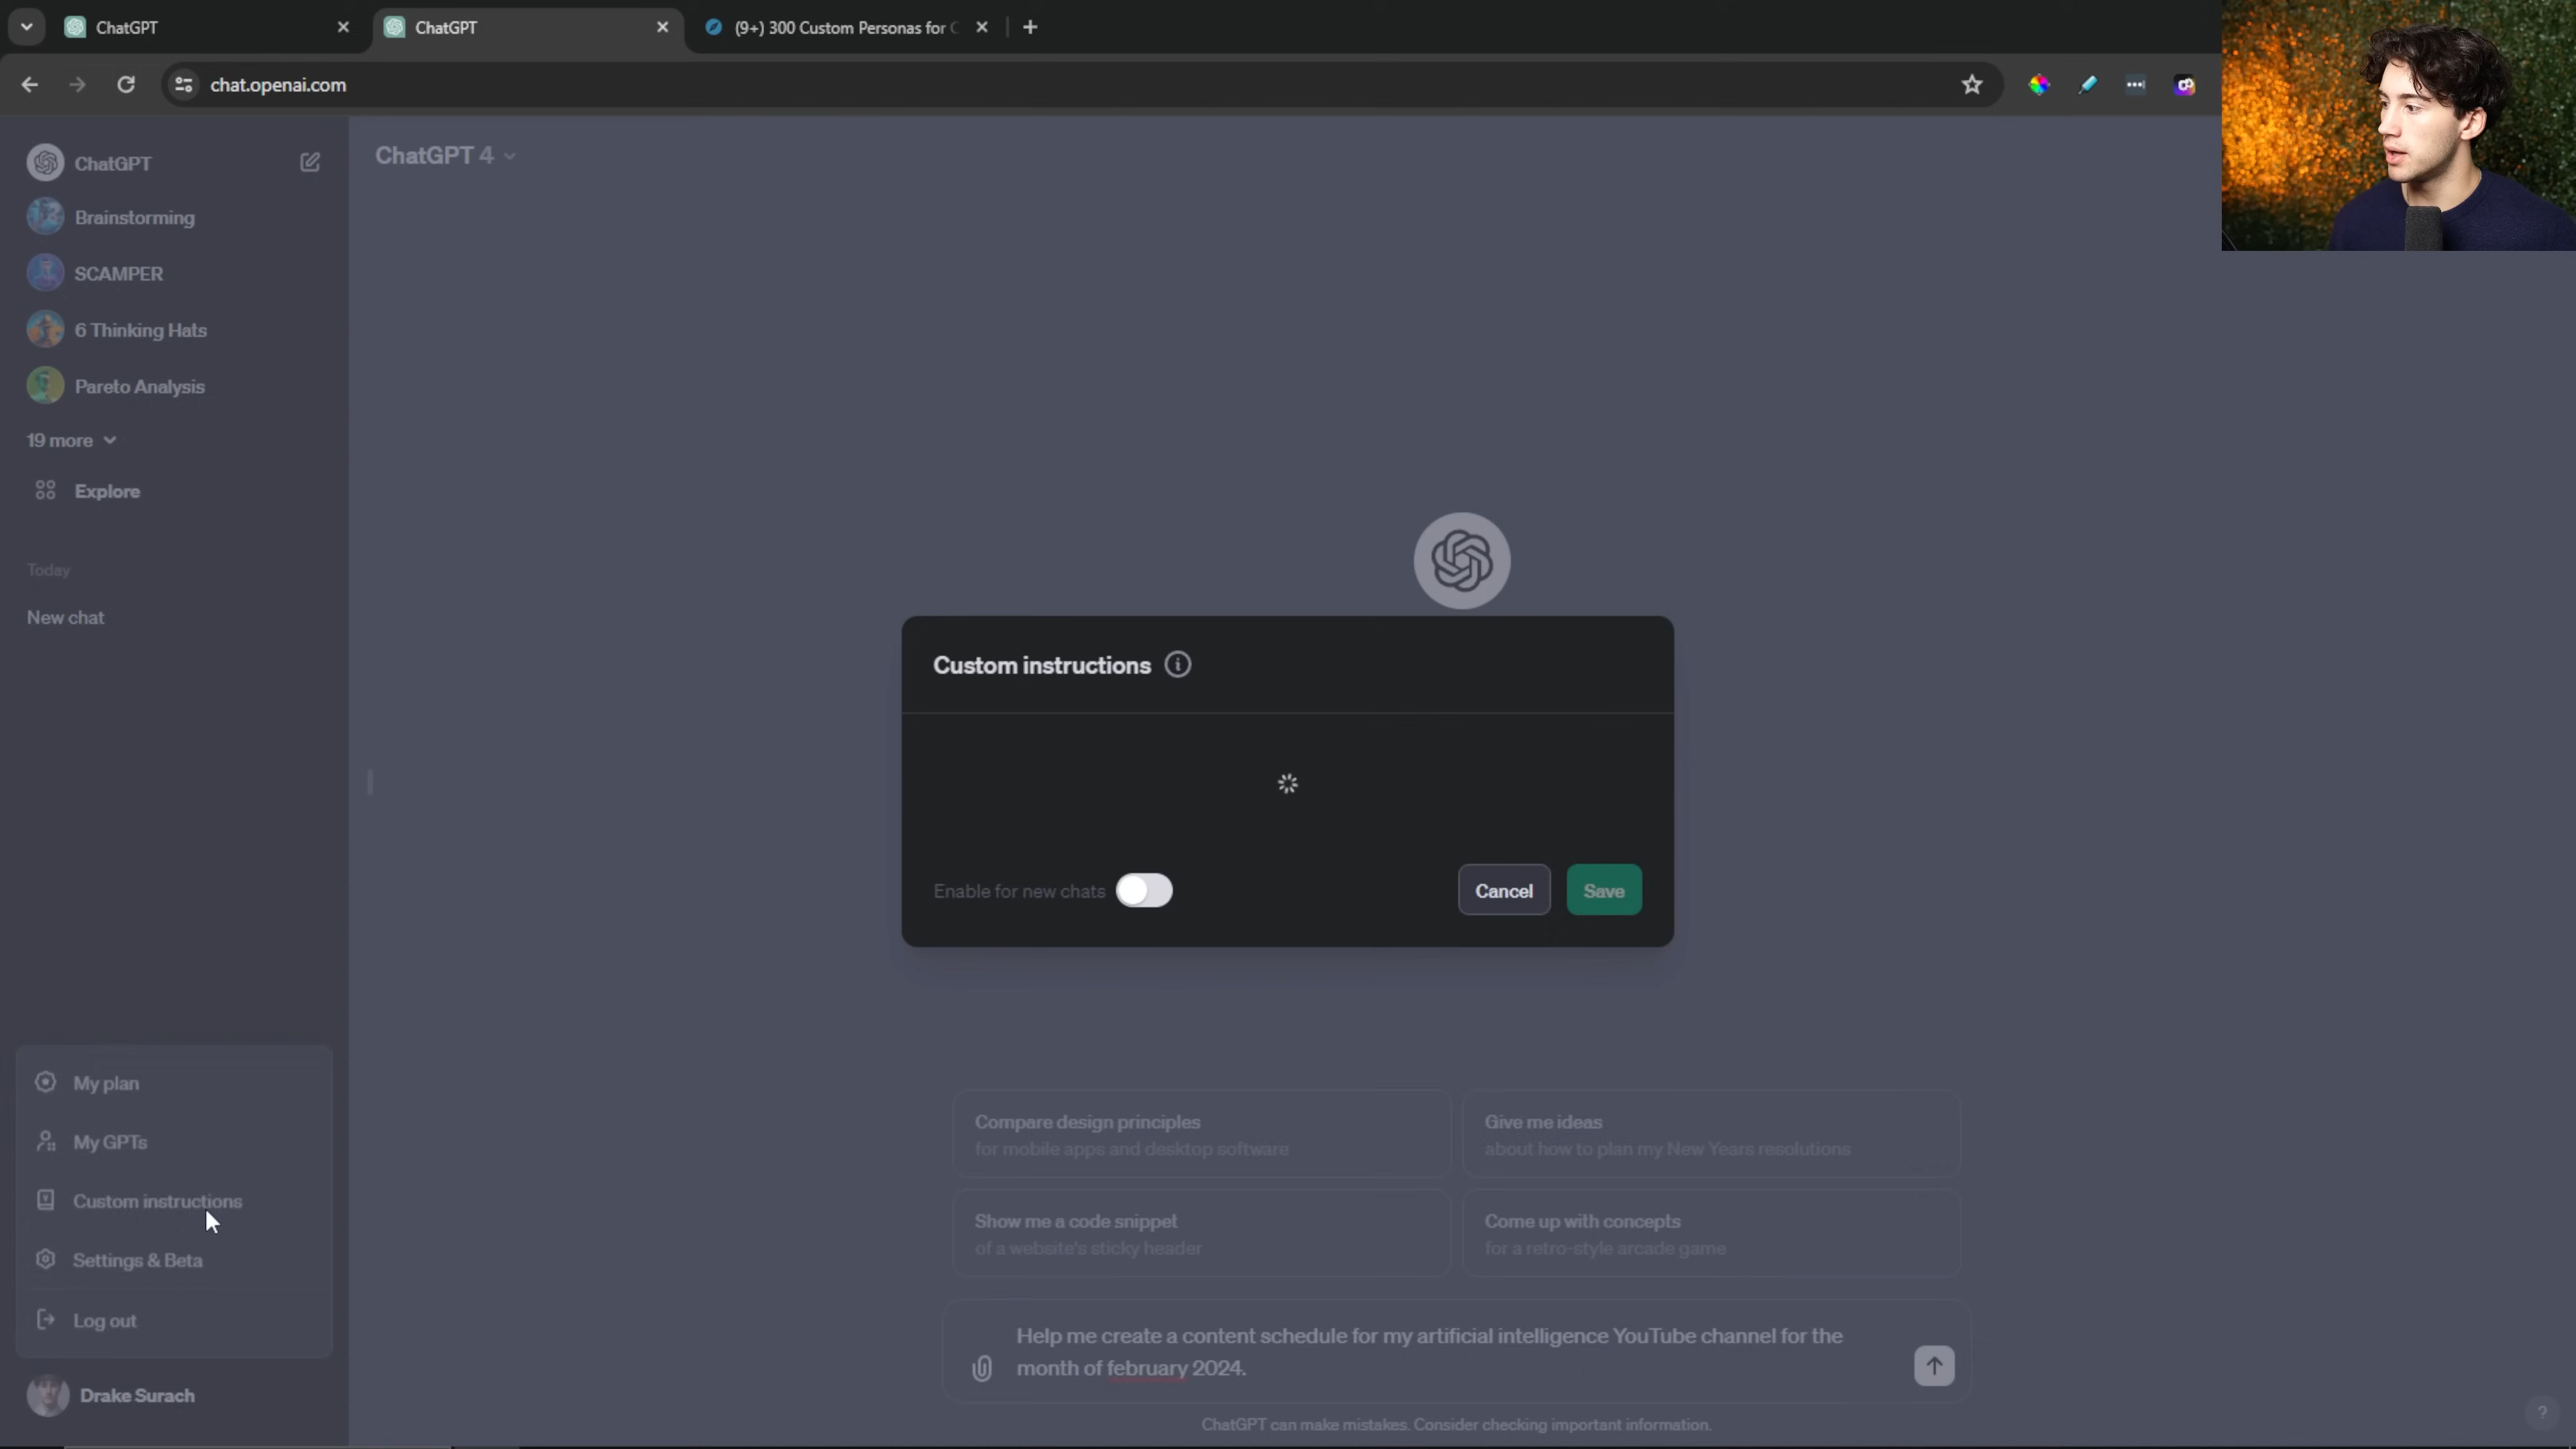 ChatGPT
ChatGPT
(9+) 300 Custom Personas for
chat.openai.com
ChatGPT
Brainstorming
SCAMPER
6 Thinking Hats
Pareto Analysis
19 more
Explore
Today
New chat
My plan
My GPTs
Custom instructions
Settings & Beta
Log out
Drake Surach
ChatGPT 4
Custom instructions
Enable for new chats
Cancel
Save
Compare design principles
for mobile apps and desktop software
Give me ideas
about how to plan my New Years resolutions
Show me a code snippet
of a website's sticky header
Come up with concepts
for a retro-style arcade game
Help me create a content schedule for my artificial intelligence YouTube channel for the
month of february 2024.
ChatGPT can make mistakes. Consider checking important information.
?